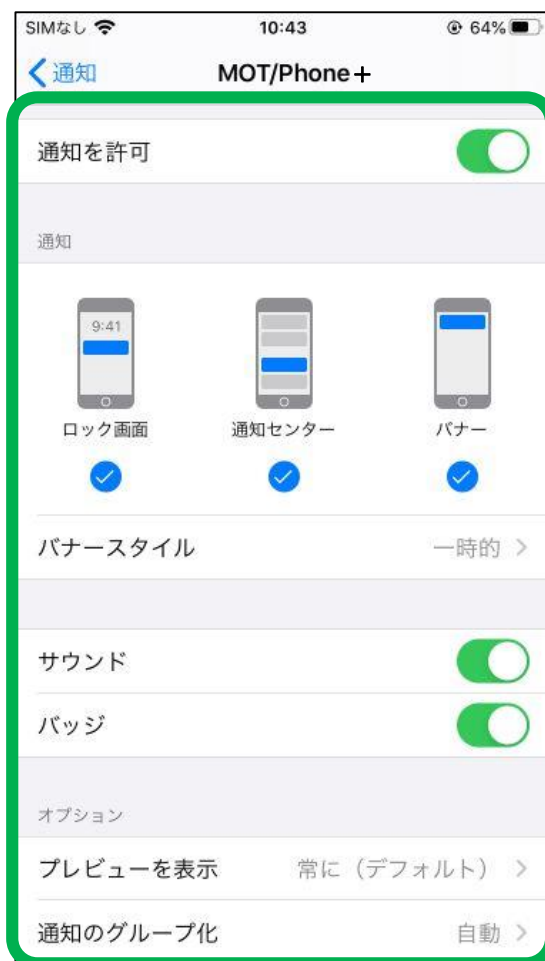 SIMなし 10:43 64%
通知 MOT/Phone+
通知を許可
通知
9:41
ロック画面 通知センター バナー
バナースタイル 一時的
サウンド
バッジ
オプション
プレビューを表示 常に（デフォルト）
通知のグループ化 自動